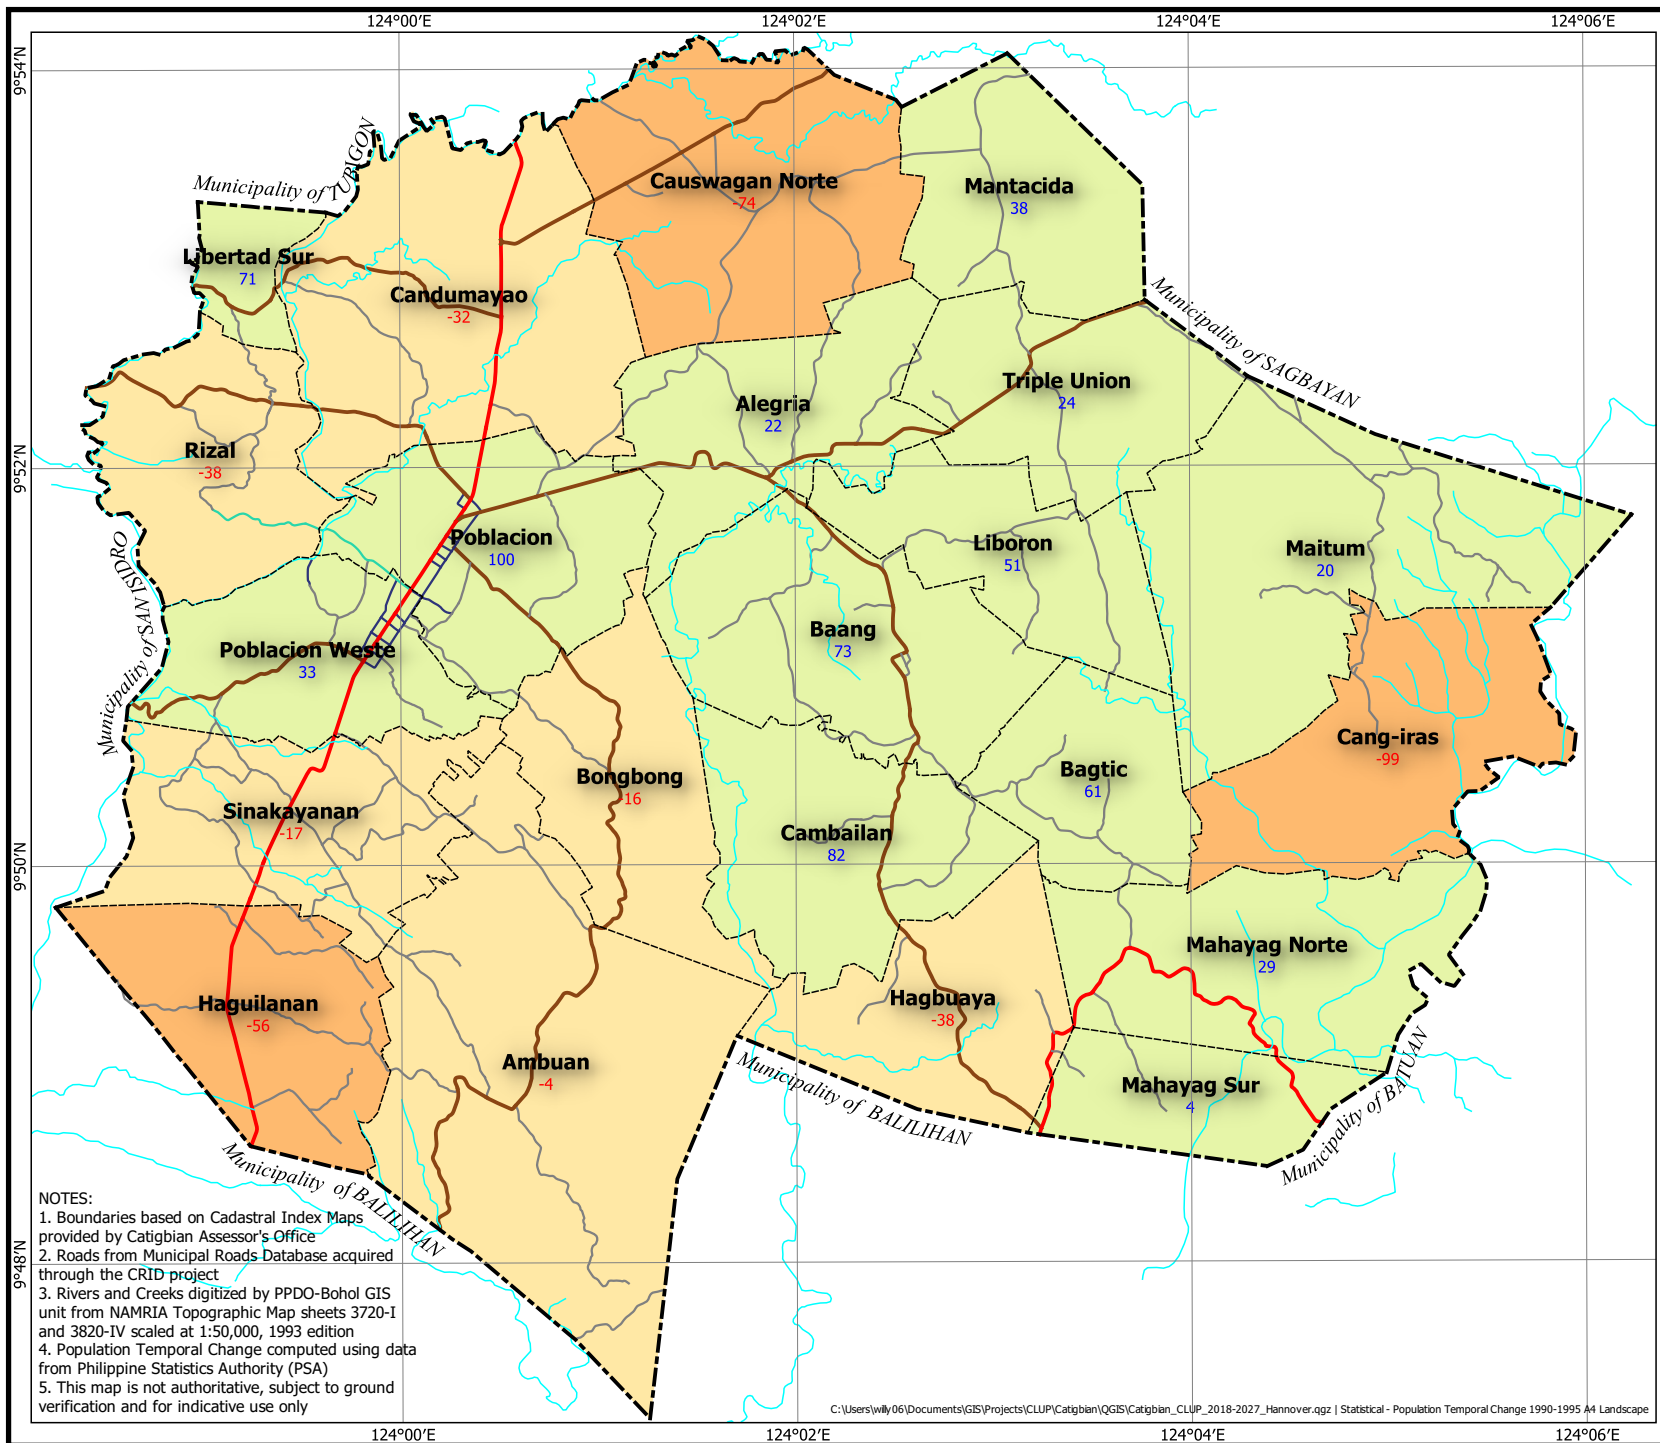 124°00'E
124°02'E
124°04'E
124°06'E
9°54'N
Municipality of TUBIGON
Causwagan Norte
-74
Mantacida
38
Libertad Sur
71
Candumayao
-32
Municipality of SAGBAYAN
Triple Union
24
Alegria
22
Rizal
-38
9°52'N
Poblacion
100
Liboron
51
Maitum
20
Municipality of SAN ISIDRO
Baang
73
Poblacion Weste
33
Cang-iras
-99
Bongbong
-16
Bagtic
61
Sinakayanan
-17
Cambailan
82
9°50'N
Mahayag Norte
29
Haguilanan
-56
Hagbuaya
-38
Ambuan
-4
Mahayag Sur
4
Municipality of BALILIHAN
Municipality of BATUAN
Municipality of BALILIHAN
9°48'N
NOTES:
1. Boundaries based on Cadastral Index Maps
provided by Catigbian Assessor's Office
2. Roads from Municipal Roads Database acquired
through the CRID project
3. Rivers and Creeks digitized by PPDO-Bohol GIS
unit from NAMRIA Topographic Map sheets 3720-I
and 3820-IV scaled at 1:50,000, 1993 edition
4. Population Temporal Change computed using data
from Philippine Statistics Authority (PSA)
5. This map is not authoritative, subject to ground
verification and for indicative use only
C:\Users\willy06\Documents\GIS\Projects\CLUP\Catigbian\QGIS\Catigbian_CLUP_2018-2027_Hannover.qgz | Statistical - Population Temporal Change 1990-1995 A4 Landscape
124°00'E
124°02'E
124°04'E
124°06'E